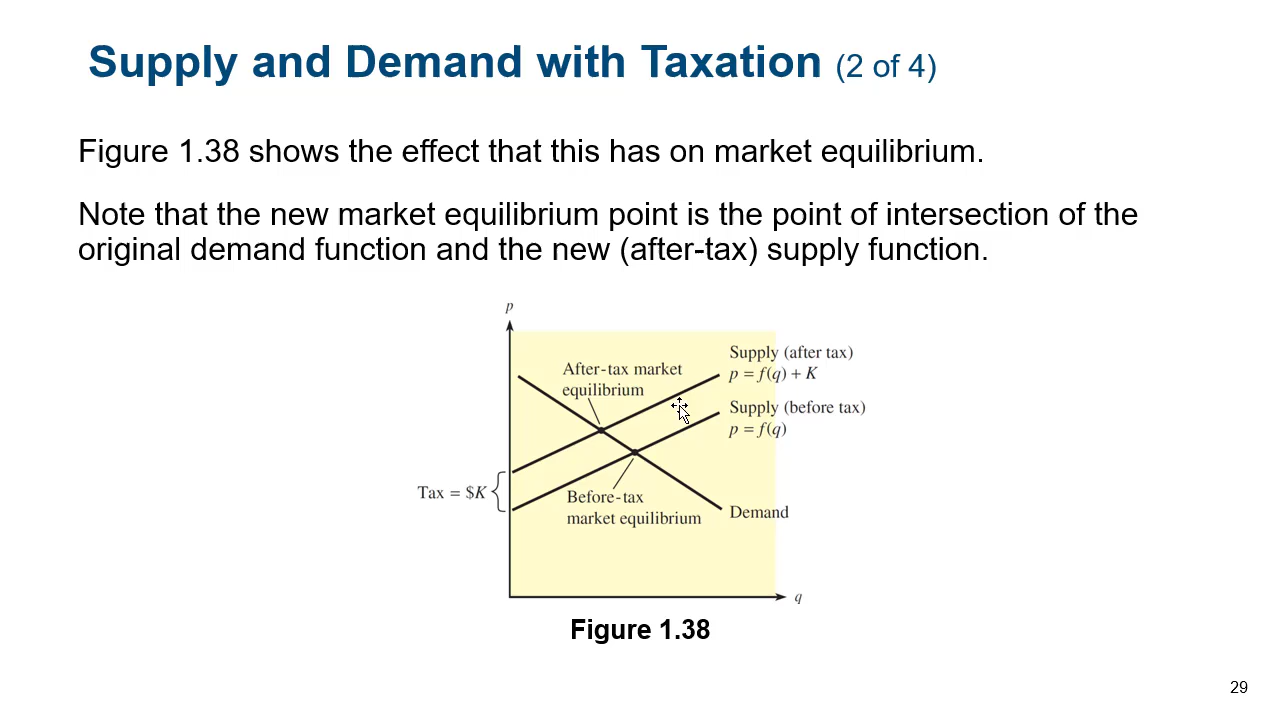 Supply and Demand with Taxation (2 of 4)
Figure 1.38 shows the effect that this has on market equilibrium.
Note that the new market equilibrium point is the point of intersection of the
original demand function and the new (after-tax) supply function.
p
Supply (after tax)
p = f(q) + K
After-tax market
equilibrium
Supply (before tax)
p = f(q)
Tax = $K
Before-tax
market equilibrium
Demand
q
Figure 1.38
29